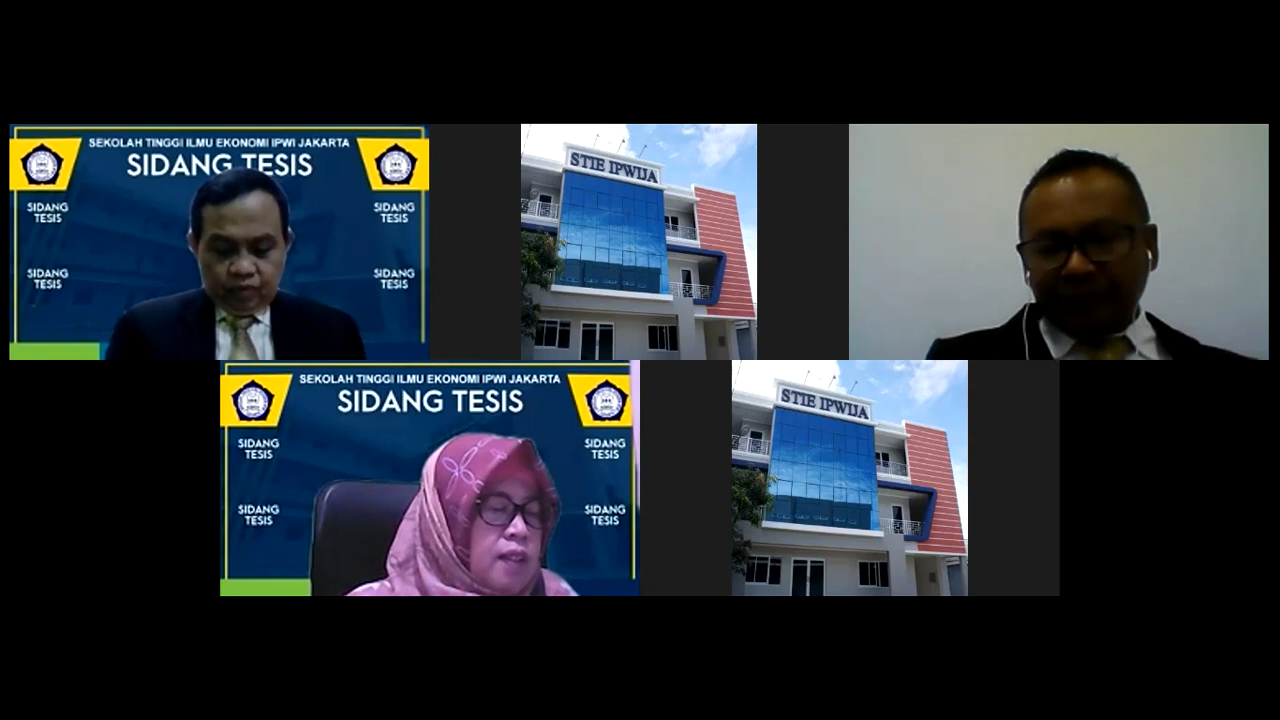 SEKOLAH TINGGI ILMU EKONOMI IPWI JAKARTA
SIDANG TESIS
SIDANG
TESIS
SIDANG
TESIS
SIDANG
TESIS
SIDANG
TESIS
STIE IPWIJA
SEKOLAH TINGGI ILMU EKONOMI IPWI JAKARTA
SIDANG TESIS
SIDANG
TESIS
SIDANG
TESIS
SIDANG
TESIS
SIDANG
TESIS
STIE IPWIJA